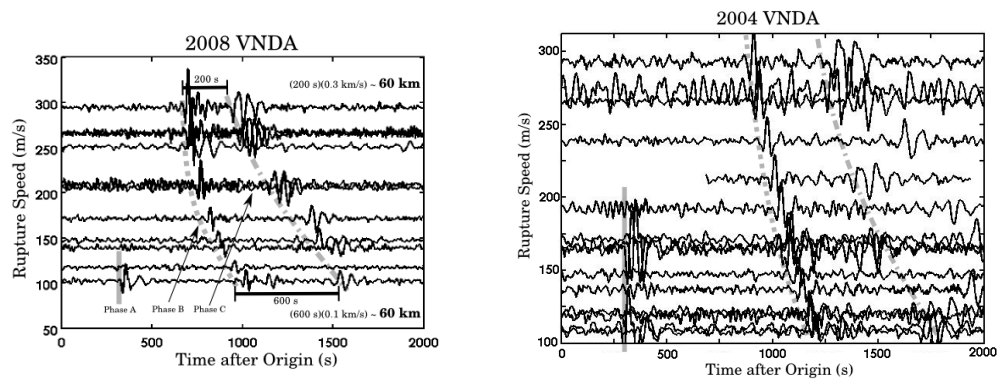 2008 VNDA
350
300
250
200
150
100
50
Rupture Speed (m/s)
200 s
(200 s)(0.3 km/s) ~ 60 km
Phase A
Phase B
Phase C
600 s
(600 s)(0.1 km/s) ~ 60 km
0
500
1000
1500
2000
Time after Origin (s)
2004 VNDA
300
250
200
150
100
Rupture Speed (m/s)
0
500
1000
1500
2000
Time after Origin (s)